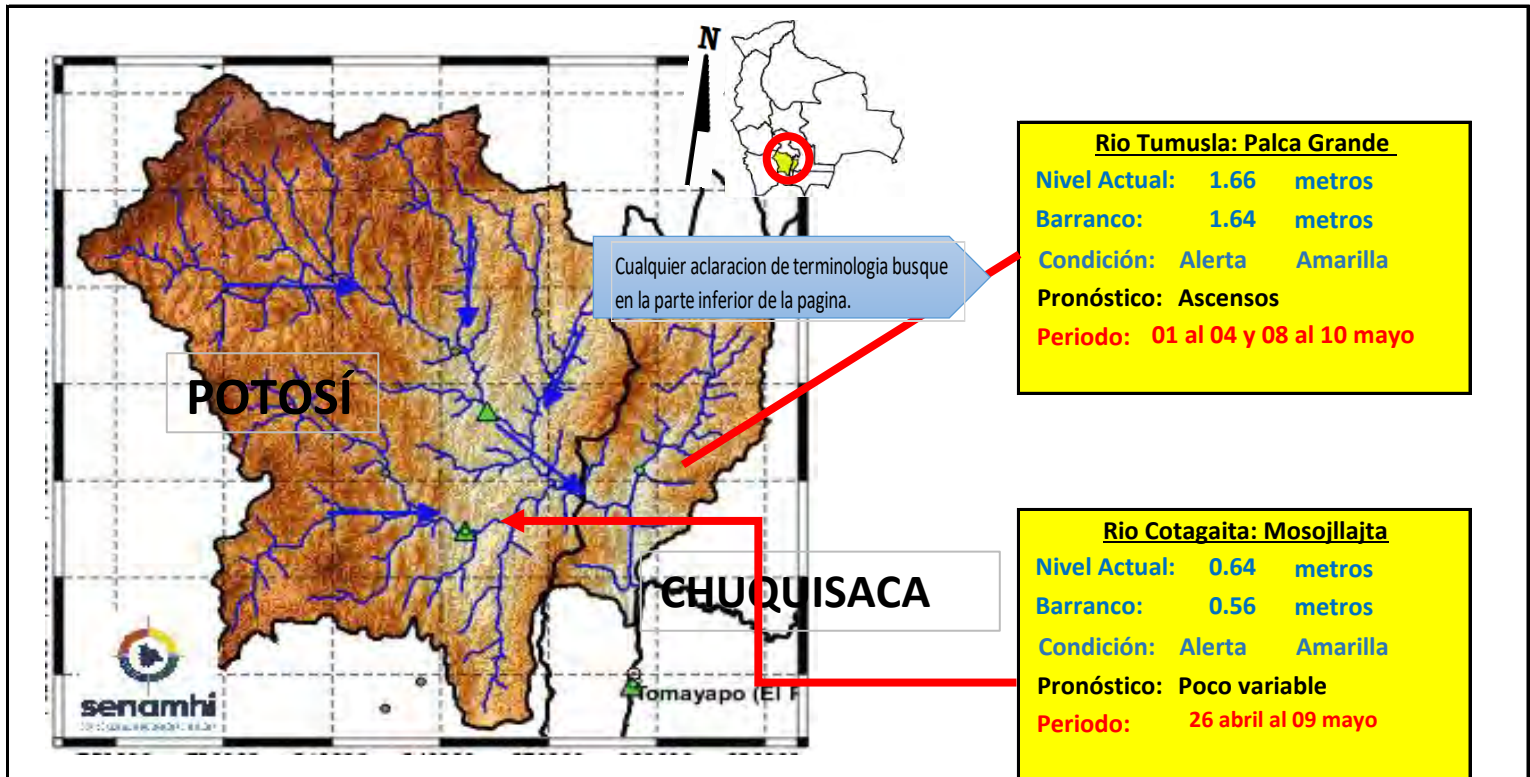 N
Cualquier aclaracion de terminologia busque
en la parte inferior de la pagina.
POTOSÍ
CHUQUISACA
Tomayapo (El
senamhi
Rio Tumusla: Palca Grande
Nivel Actual: 1.66 metros
Barranco: 1.64 metros
Condición: Alerta Amarilla
Pronóstico: Ascensos
Periodo: 01 al 04 y 08 al 10 mayo
Rio Cotagaita: Mosojllajta
Nivel Actual: 0.64 metros
Barranco: 0.56 metros
Condición: Alerta Amarilla
Pronóstico: Poco variable
Periodo: 26 abril al 09 mayo